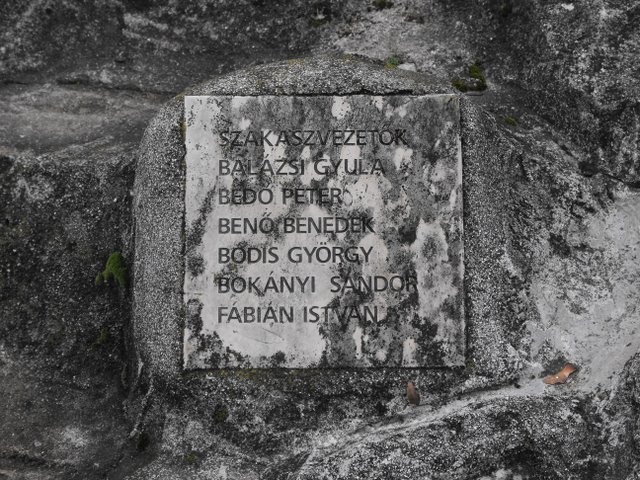 SZAKASZVEZETŐK
BALÁZSI GYULA
BEDŐ PÉTER
BENŐ BENEDEK
BODIS GYÖRGY
BOKÁNYI SÁNDOR
FÁBIÁN ISTVÁN